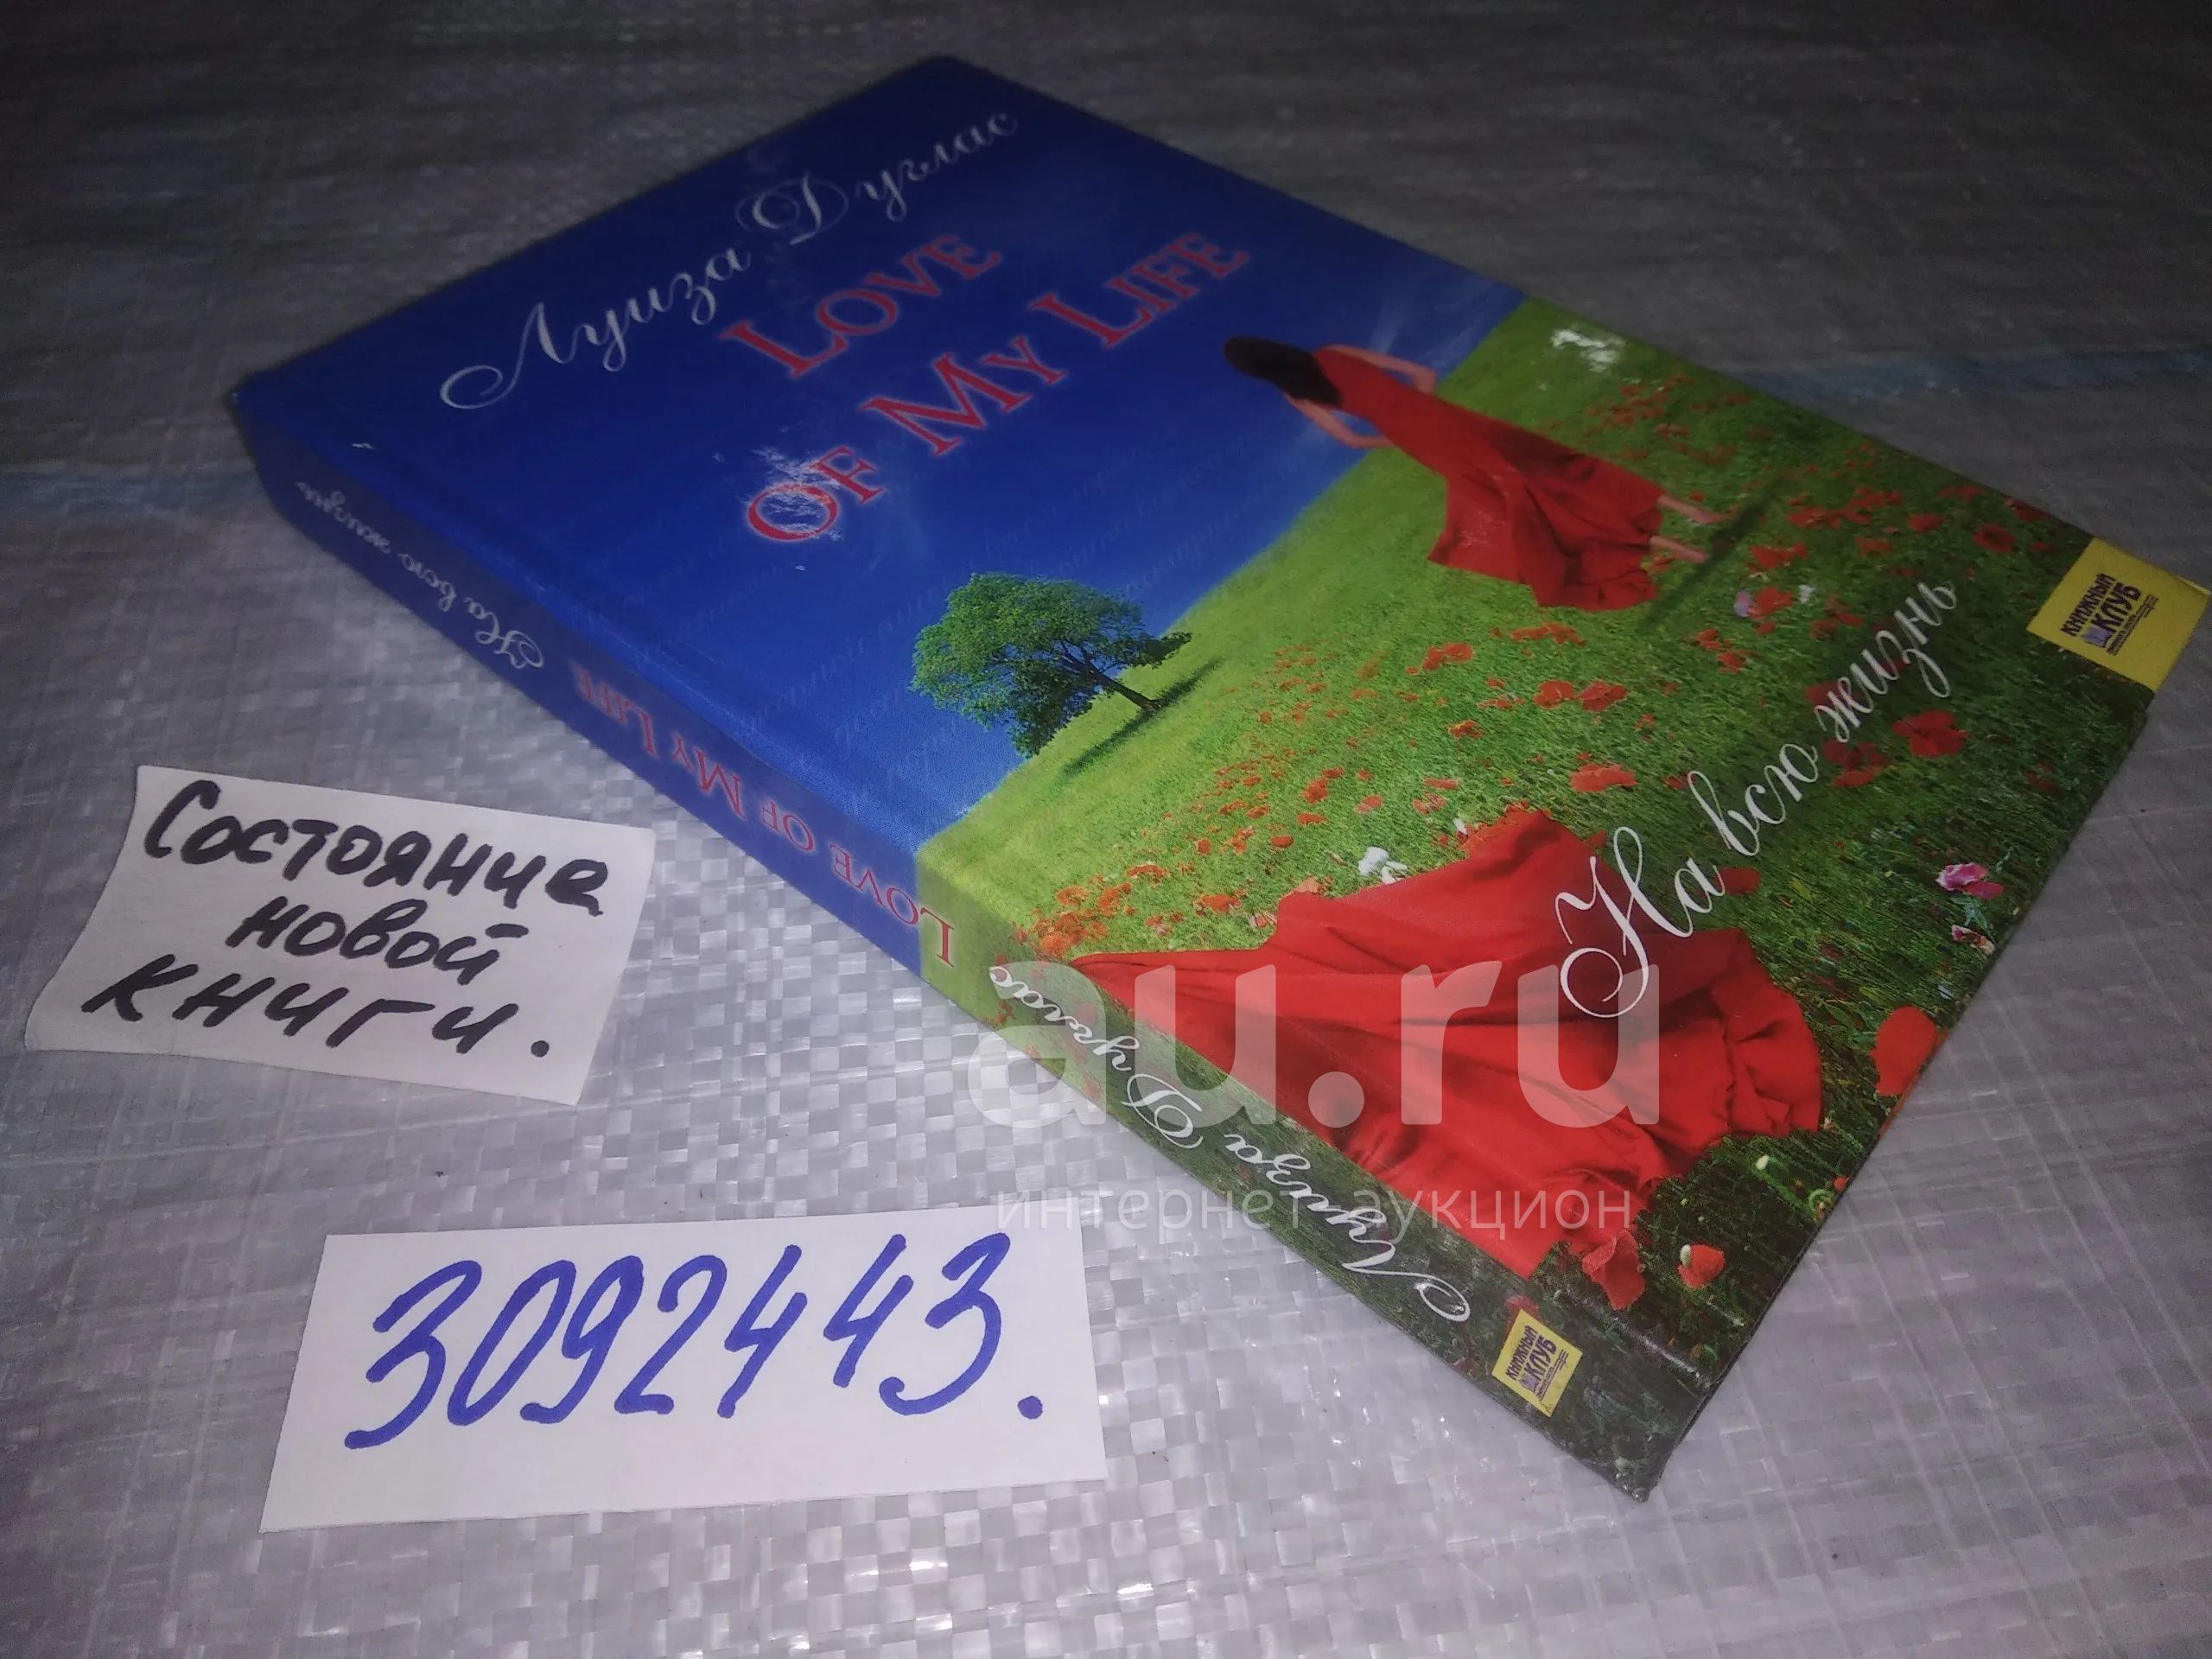 Луиза Дуглас
LOVE
OF MY LIFE
На всю жизнь
КНИЖНЫЙ
КЛУБ
На всю жизнь
LOVE OF MY LIFE
Луиза Дуглас
КНИЖНЫЙ
КЛУБ
Состояние
новой
книги.
3092443.
au.ru
интернет-аукцион